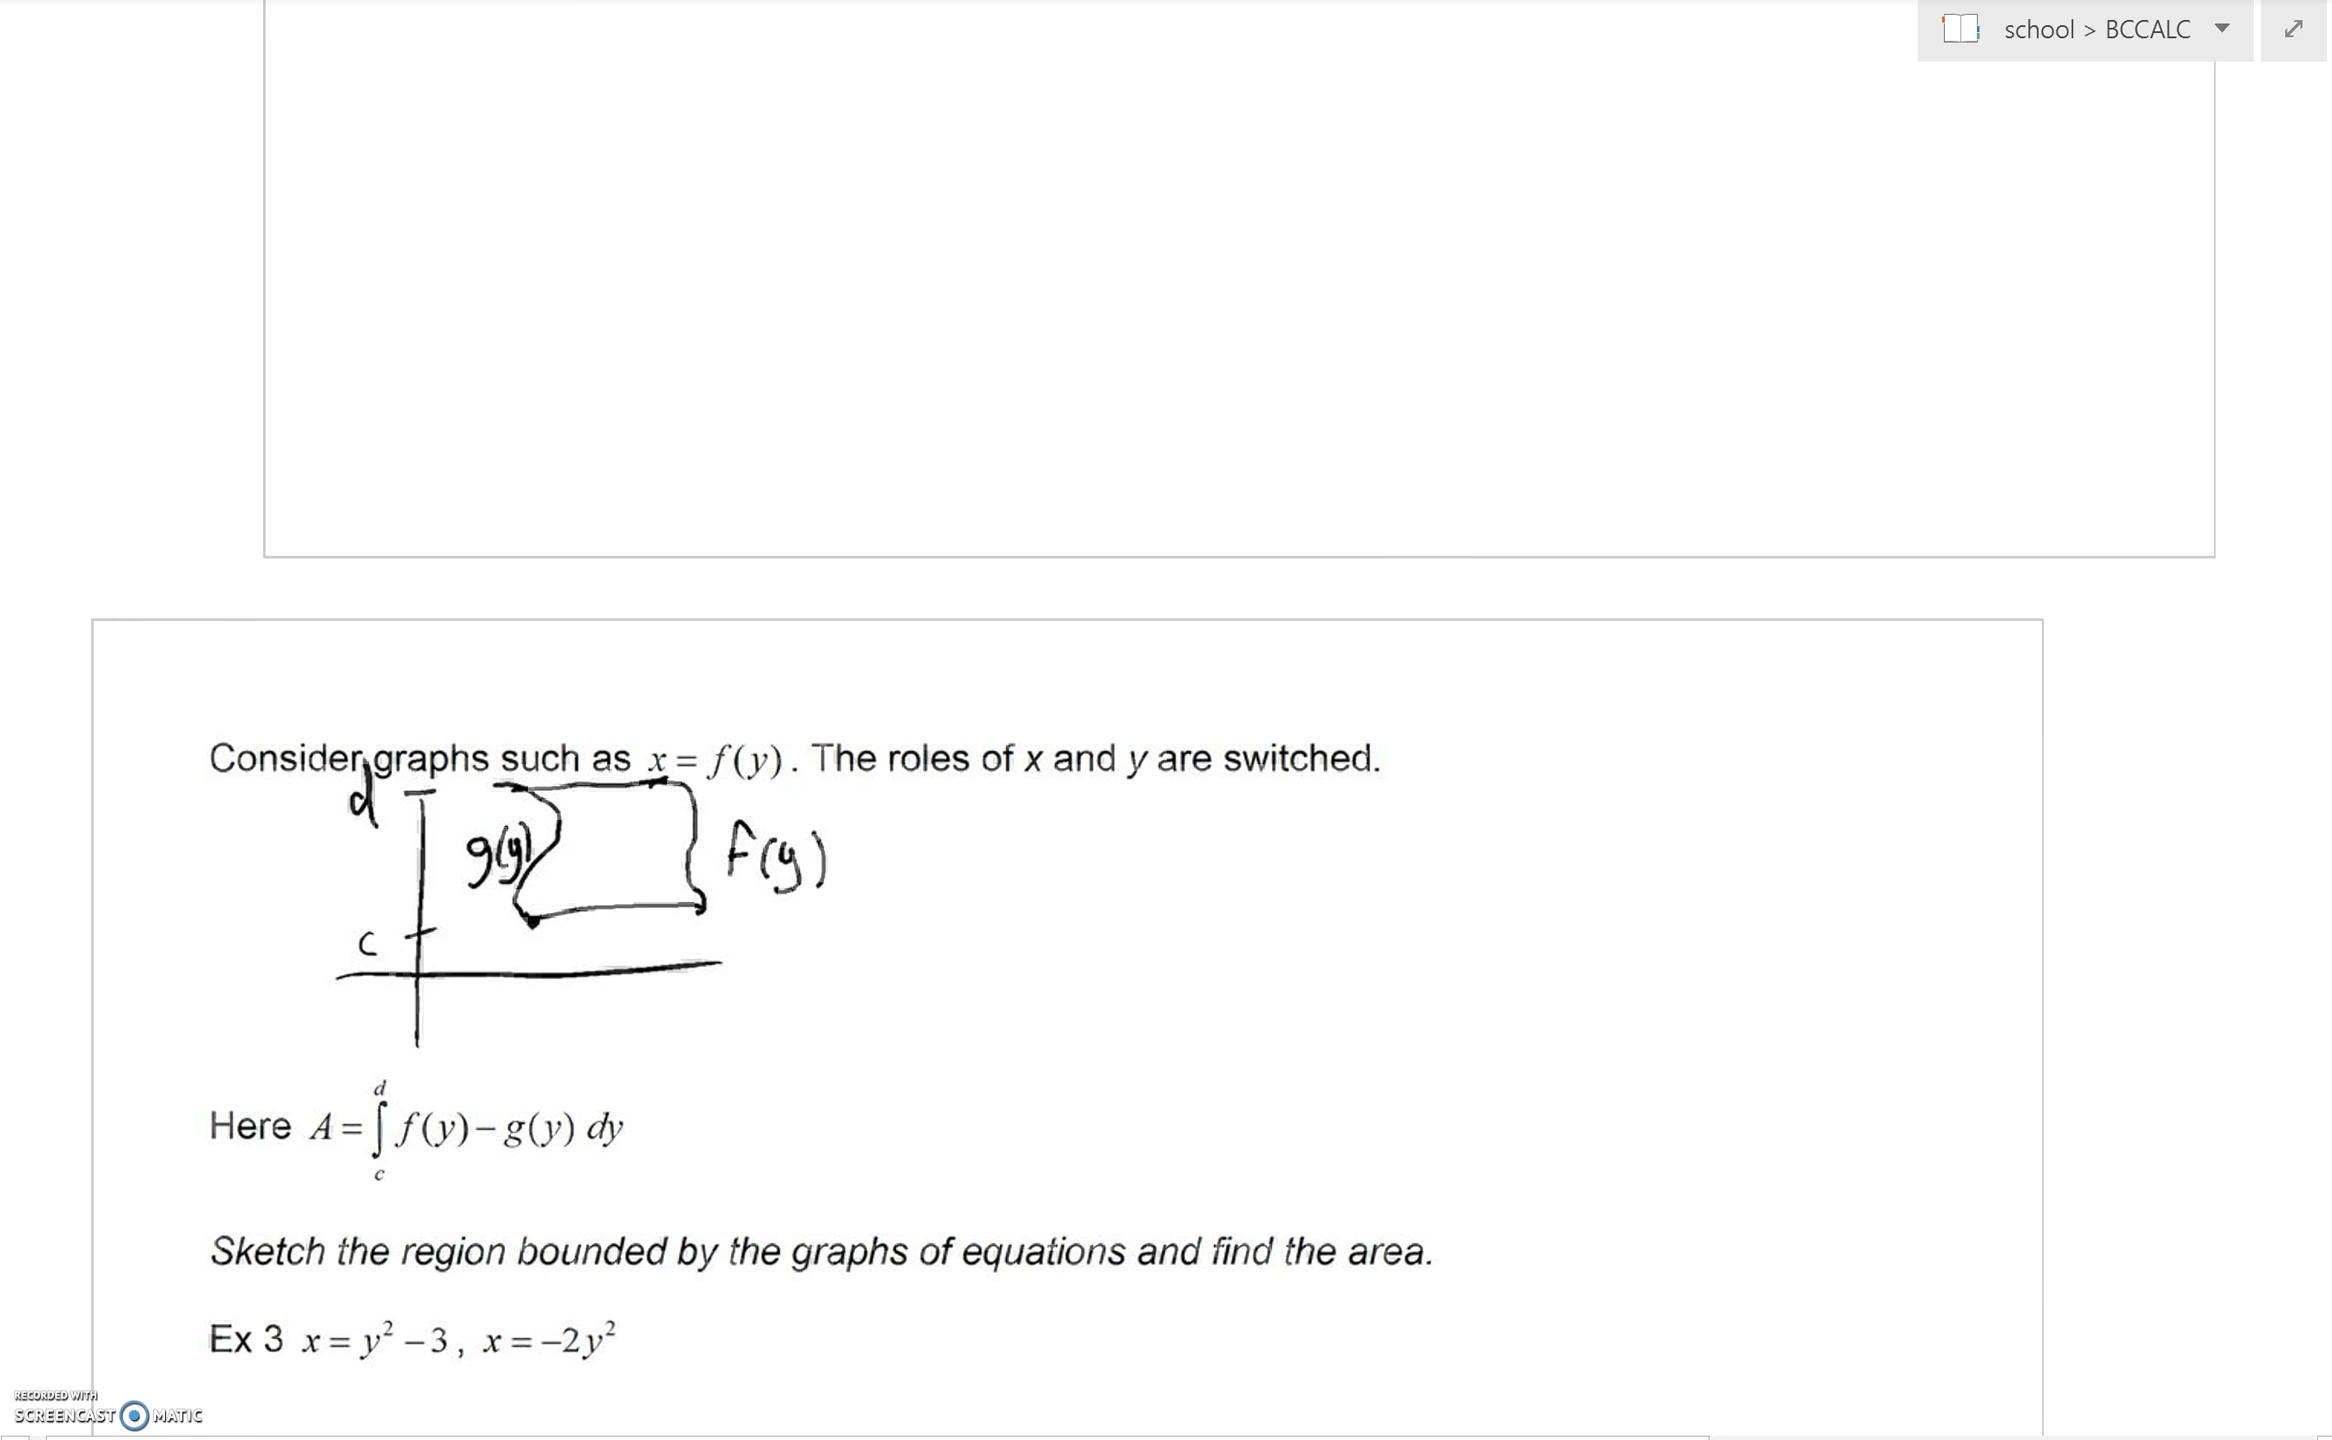 school > BCCALC
Consider graphs such as x = f(y). The roles of x and y are switched.
d
g(y)
f(y)
c
Here A = ∫_c^d f(y) − g(y) dy
Sketch the region bounded by the graphs of equations and find the area.
Ex 3 x = y² − 3, x = −2y²
RECORDED WITH
SCREENCAST MATIC